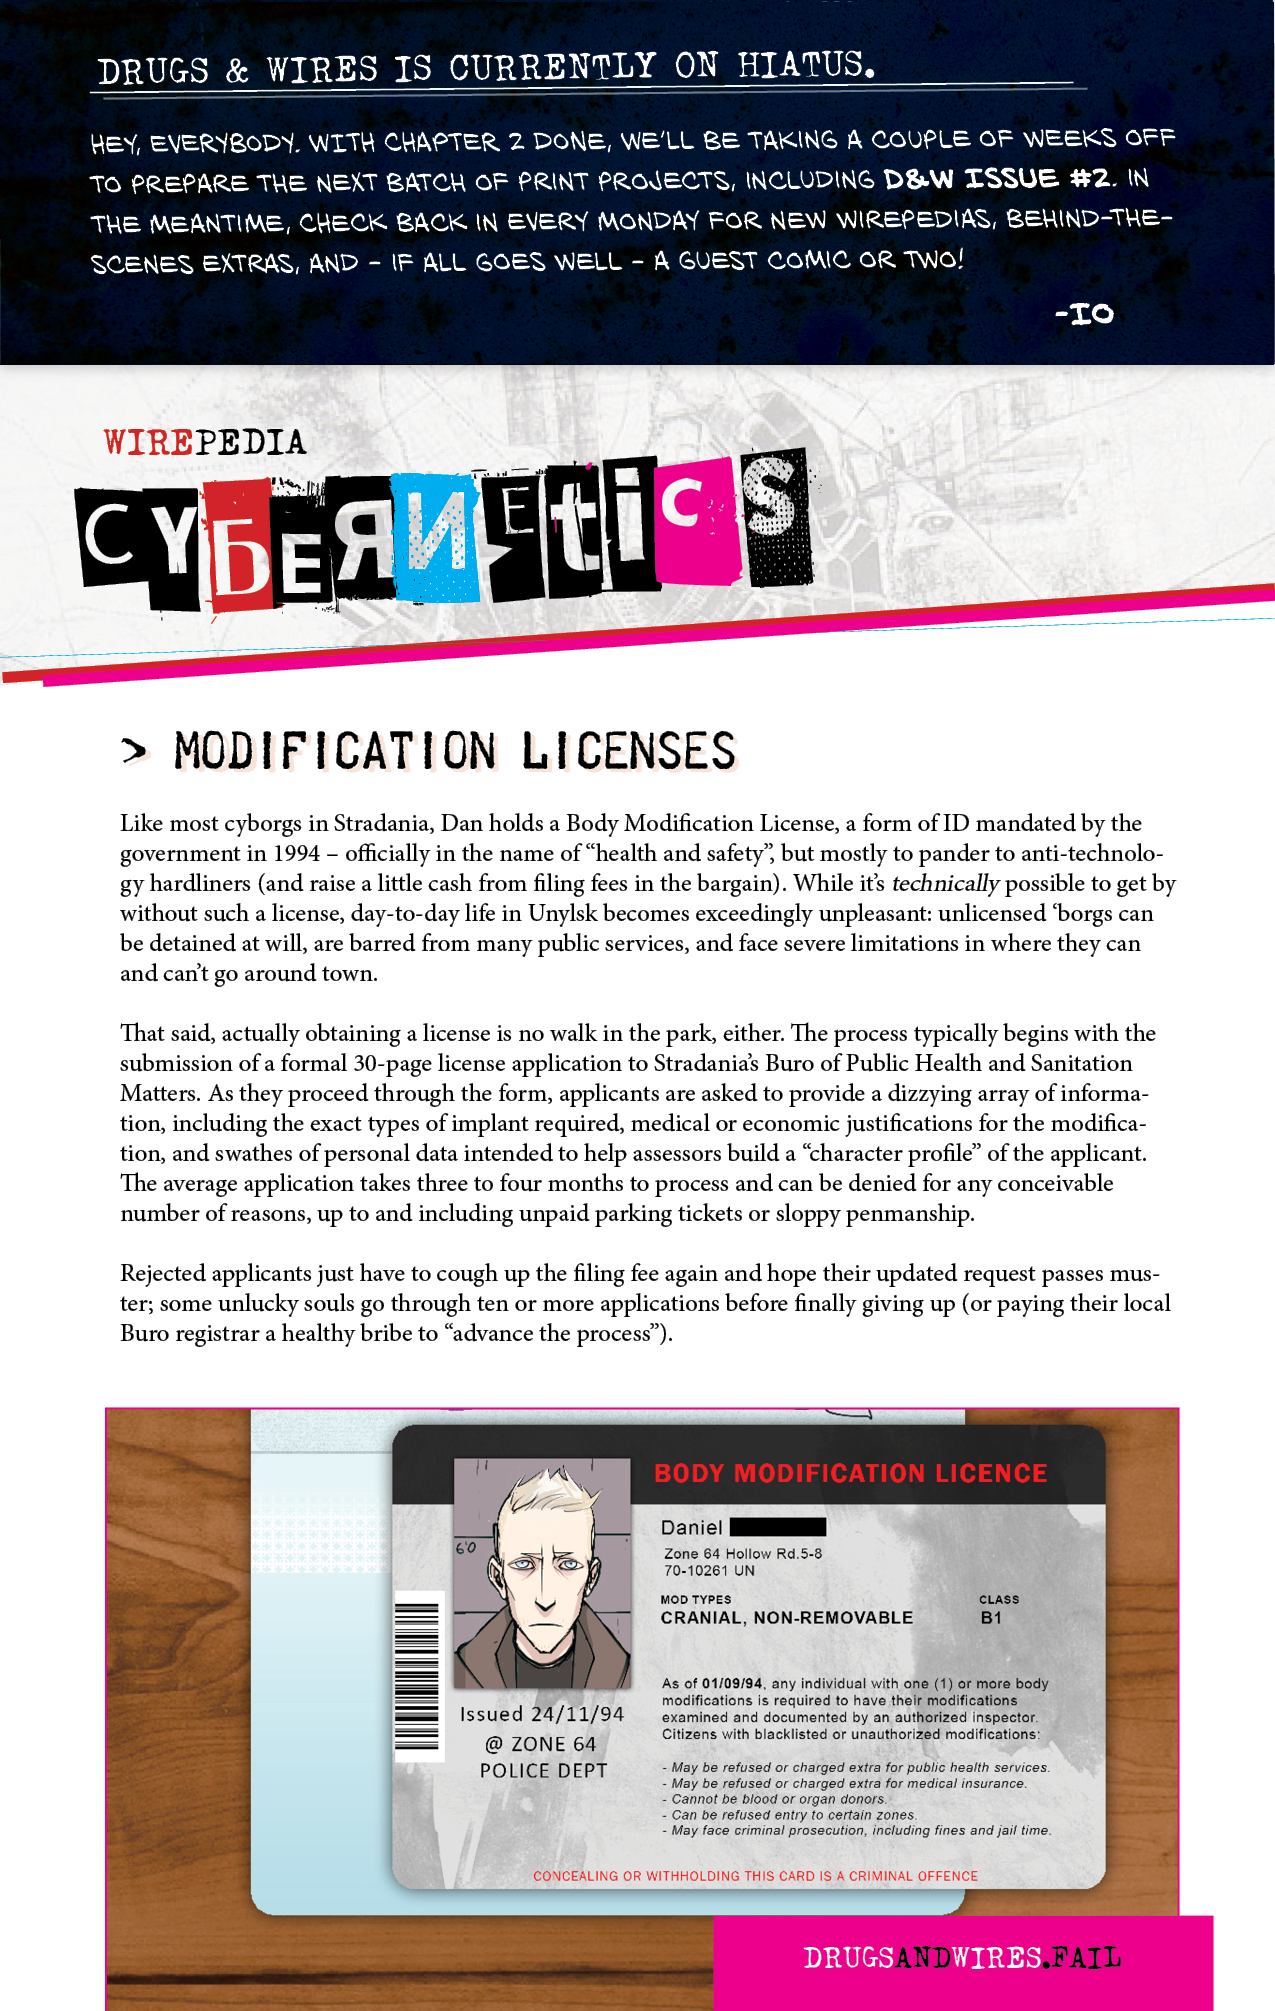 DRUGS & WIRES IS CURRENTLY ON HIATUS.
HEY, EVERYBODY. WITH CHAPTER 2 DONE, WE'LL BE TAKING A COUPLE OF WEEKS OFF
TO PREPARE THE NEXT BATCH OF PRINT PROJECTS, INCLUDING D&W ISSUE #2. IN
THE MEANTIME, CHECK BACK IN EVERY MONDAY FOR NEW WIREPEDIAS, BEHIND-THE-
SCENES EXTRAS, AND - IF ALL GOES WELL - A GUEST COMIC OR TWO!
-IO
WIREPEDIA
CYБEЯИEtiCS
> MODIFICATION LICENSES
Like most cyborgs in Stradania, Dan holds a Body Modification License, a form of ID mandated by the
government in 1994 – officially in the name of “health and safety”, but mostly to pander to anti-technolo-
gy hardliners (and raise a little cash from filing fees in the bargain). While it’s technically possible to get by
without such a license, day-to-day life in Unylsk becomes exceedingly unpleasant: unlicensed ‘borgs can
be detained at will, are barred from many public services, and face severe limitations in where they can
and can’t go around town.
That said, actually obtaining a license is no walk in the park, either. The process typically begins with the
submission of a formal 30-page license application to Stradania’s Buro of Public Health and Sanitation
Matters. As they proceed through the form, applicants are asked to provide a dizzying array of informa-
tion, including the exact types of implant required, medical or economic justifications for the modifica-
tion, and swathes of personal data intended to help assessors build a “character profile” of the applicant.
The average application takes three to four months to process and can be denied for any conceivable
number of reasons, up to and including unpaid parking tickets or sloppy penmanship.
Rejected applicants just have to cough up the filing fee again and hope their updated request passes mus-
ter; some unlucky souls go through ten or more applications before finally giving up (or paying their local
Buro registrar a healthy bribe to “advance the process”).
BODY MODIFICATION LICENCE
6'0
Daniel
Zone 64 Hollow Rd.5-8
70-10261 UN
MOD TYPES CLASS
CRANIAL, NON-REMOVABLE B1
Issued 24/11/94
@ ZONE 64
POLICE DEPT
As of 01/09/94, any individual with one (1) or more body
modifications is required to have their modifications
examined and documented by an authorized inspector.
Citizens with blacklisted or unauthorized modifications:
- May be refused or charged extra for public health services.
- May be refused or charged extra for medical insurance.
- Cannot be blood or organ donors.
- Can be refused entry to certain zones.
- May face criminal prosecution, including fines and jail time.
CONCEALING OR WITHHOLDING THIS CARD IS A CRIMINAL OFFENCE
DRUGSANDWIRES.FAIL